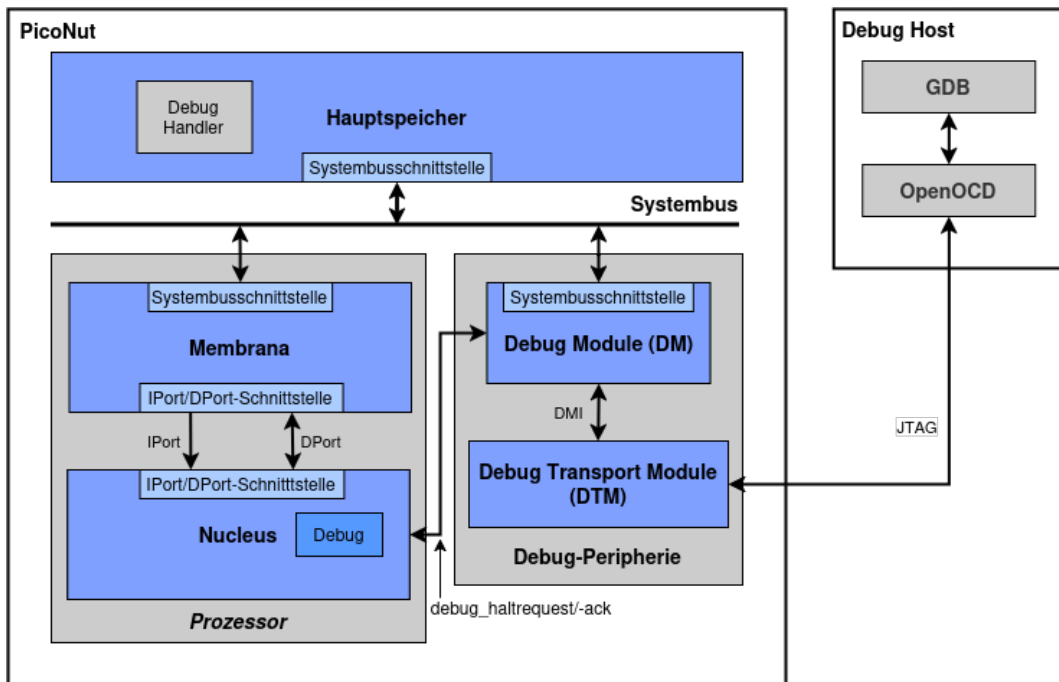 PicoNut
Debug
Handler
Hauptspeicher
Systembusschnittstelle
Systembus
Systembusschnittstelle
Membrana
IPort/DPort-Schnittstelle
IPort
DPort
IPort/DPort-Schnitttstelle
Nucleus
Debug
Prozessor
Systembusschnittstelle
Debug Module (DM)
DMI
Debug Transport Module
(DTM)
Debug-Peripherie
debug_haltrequest/-ack
Debug Host
GDB
OpenOCD
JTAG